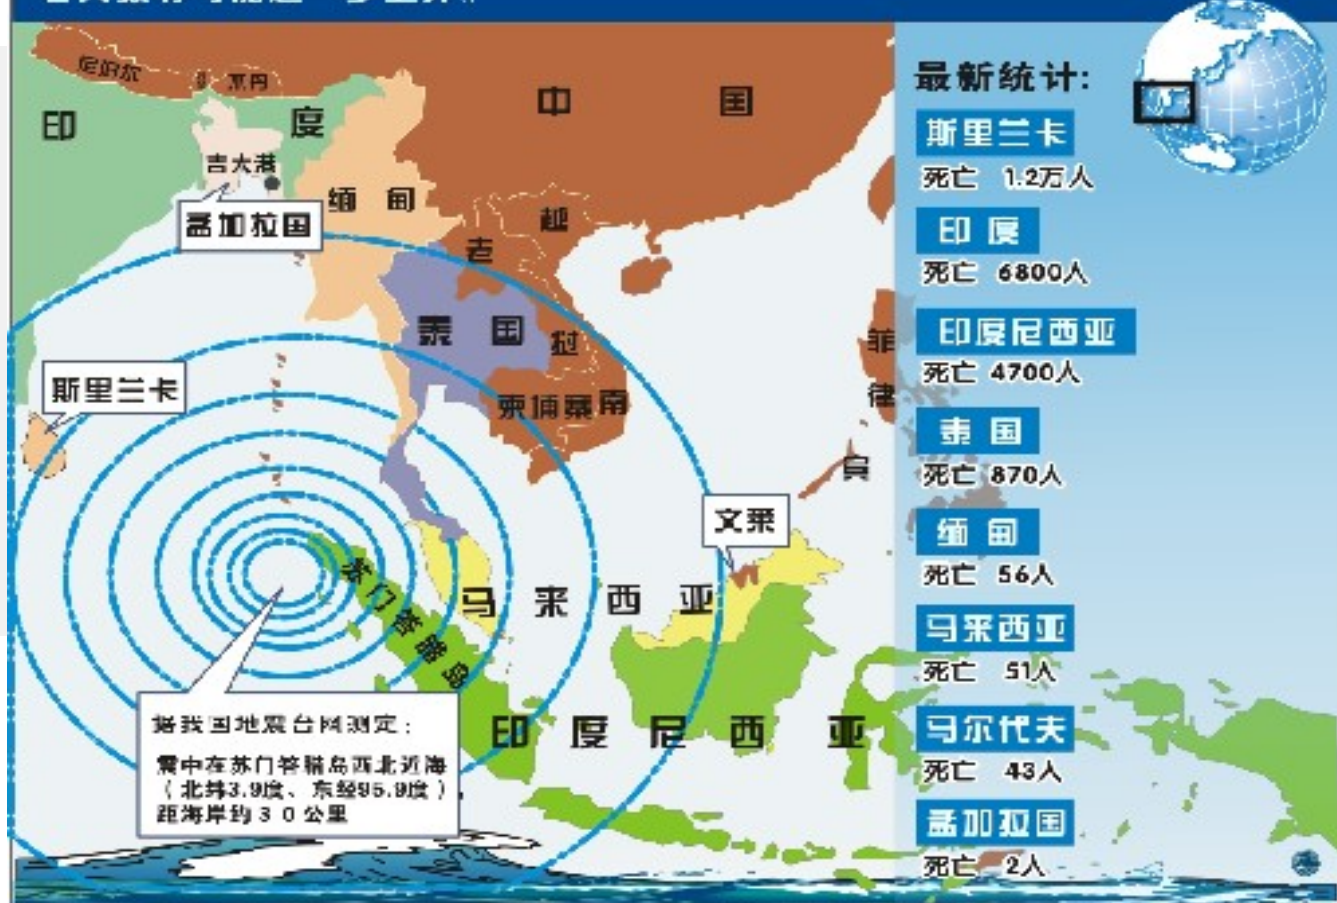 尼泊尔
不丹
中 国
印 度
吉大港
孟加拉国
缅 甸
越
老
泰 国
挝
斯里兰卡
柬埔寨
南
菲
律
宾
文莱
苏门答腊岛
马 来 西 亚
印 度 尼 西 亚
据我国地震台网测定：
震中在苏门答腊岛西北近海
（北纬3.9度、东经95.9度），
距海岸约30公里
最新统计：
斯里兰卡
死亡 1.2万人
印 度
死亡 6800人
印度尼西亚
死亡 4700人
泰 国
死亡 870人
缅 甸
死亡 56人
马来西亚
死亡 51人
马尔代夫
死亡 43人
孟加拉国
死亡 2人